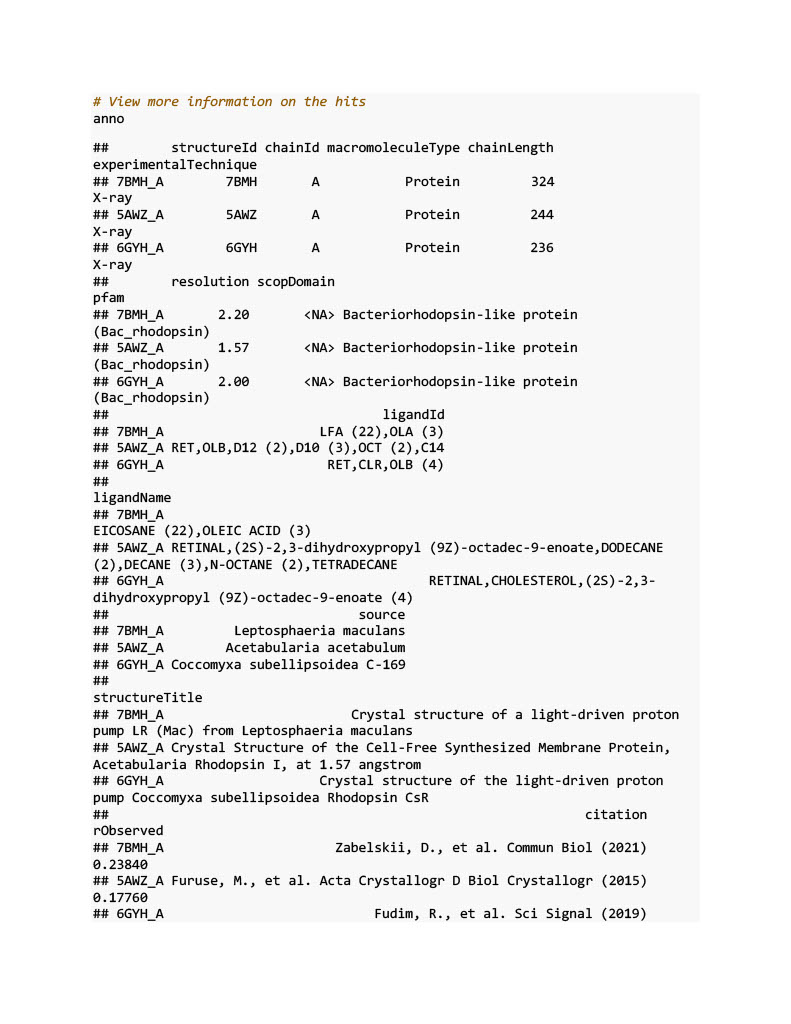 # View more information on the hits
anno
##        structureId chainId macromoleculeType chainLength
experimentalTechnique
## 7BMH_A        7BMH       A           Protein         324
X-ray
## 5AWZ_A        5AWZ       A           Protein         244
X-ray
## 6GYH_A        6GYH       A           Protein         236
X-ray
##        resolution scopDomain
pfam
## 7BMH_A       2.20       <NA> Bacteriorhodopsin-like protein
(Bac_rhodopsin)
## 5AWZ_A       1.57       <NA> Bacteriorhodopsin-like protein
(Bac_rhodopsin)
## 6GYH_A       2.00       <NA> Bacteriorhodopsin-like protein
(Bac_rhodopsin)
##                                   ligandId
## 7BMH_A                    LFA (22),OLA (3)
## 5AWZ_A RET,OLB,D12 (2),D10 (3),OCT (2),C14
## 6GYH_A                     RET,CLR,OLB (4)
##
ligandName
## 7BMH_A
EICOSANE (22),OLEIC ACID (3)
## 5AWZ_A RETINAL,(2S)-2,3-dihydroxypropyl (9Z)-octadec-9-enoate,DODECANE
(2),DECANE (3),N-OCTANE (2),TETRADECANE
## 6GYH_A                                  RETINAL,CHOLESTEROL,(2S)-2,3-
dihydroxypropyl (9Z)-octadec-9-enoate (4)
##                                source
## 7BMH_A         Leptosphaeria maculans
## 5AWZ_A        Acetabularia acetabulum
## 6GYH_A Coccomyxa subellipsoidea C-169
##
structureTitle
## 7BMH_A                        Crystal structure of a light-driven proton
pump LR (Mac) from Leptosphaeria maculans
## 5AWZ_A Crystal Structure of the Cell-Free Synthesized Membrane Protein,
Acetabularia Rhodopsin I, at 1.57 angstrom
## 6GYH_A                    Crystal structure of the light-driven proton
pump Coccomyxa subellipsoidea Rhodopsin CsR
##                                                             citation
rObserved
## 7BMH_A                      Zabelskii, D., et al. Commun Biol (2021)
0.23840
## 5AWZ_A Furuse, M., et al. Acta Crystallogr D Biol Crystallogr (2015)
0.17760
## 6GYH_A                           Fudim, R., et al. Sci Signal (2019)